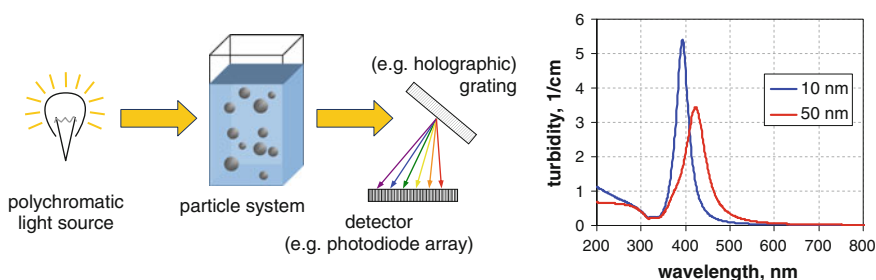 polychromatic
light source
particle system
(e.g. holographic)
grating
detector
(e.g. photodiode array)
turbidity, 1/cm
6
5
4
3
2
1
0
200 300 400 500 600 700 800
wavelength, nm
10 nm
50 nm